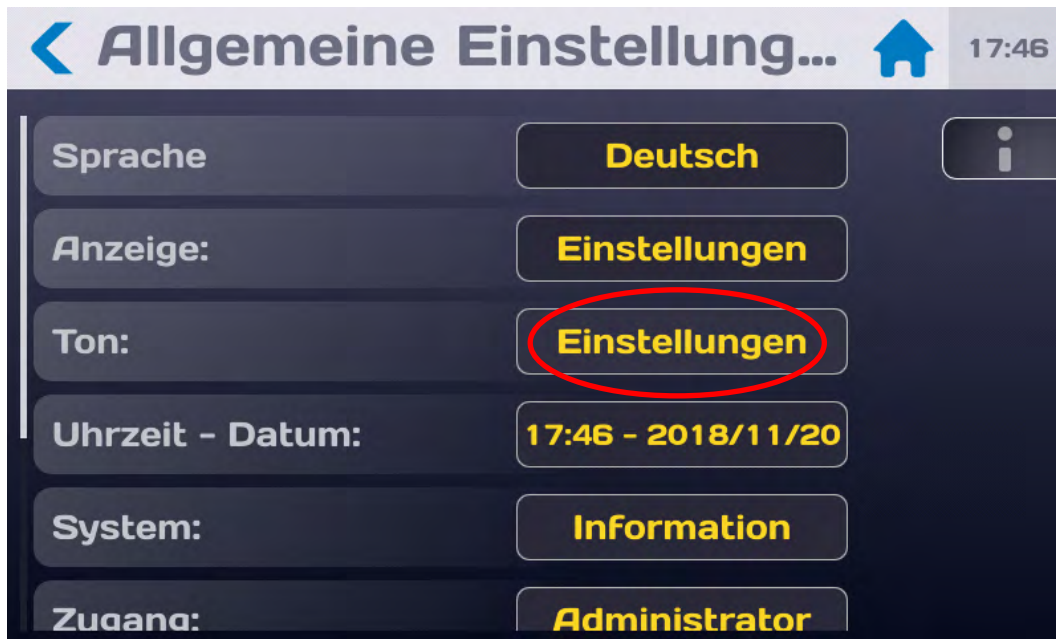 Allgemeine Einstellung... 17:46
Sprache Deutsch
Anzeige: Einstellungen
Ton: Einstellungen
Uhrzeit - Datum: 17:46 - 2018/11/20
System: Information
Zugang: Administrator